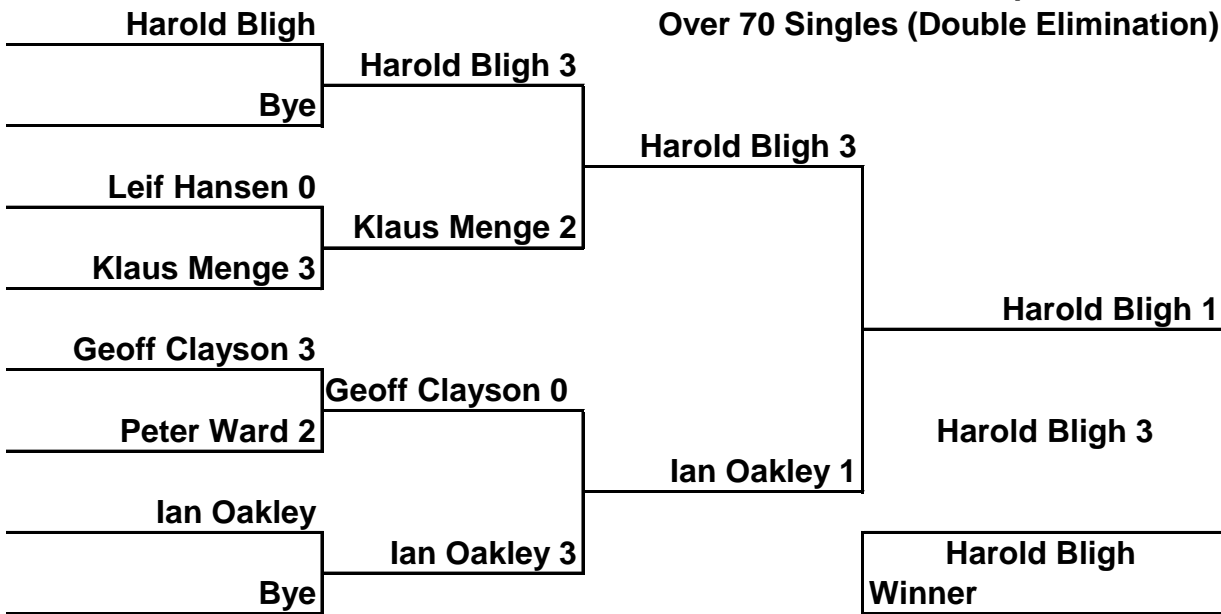 Harold Bligh
Over 70 Singles (Double Elimination)
Harold Bligh 3
Bye
Harold Bligh 3
Leif Hansen 0
Klaus Menge 2
Klaus Menge 3
Harold Bligh 1
Geoff Clayson 3
Geoff Clayson 0
Peter Ward 2
Harold Bligh 3
Ian Oakley 1
Ian Oakley
Ian Oakley 3
Harold Bligh
Bye
Winner